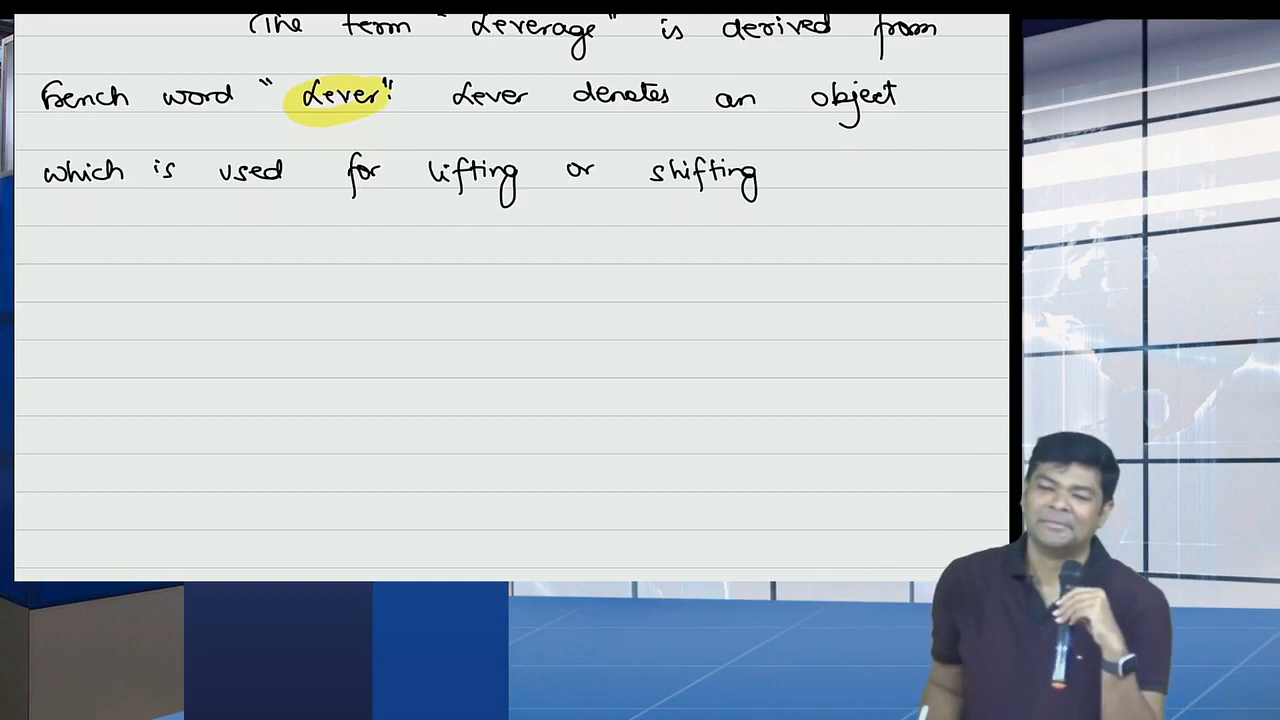 The term "Leverage" is derived from
French word "Lever". Lever denotes an object
which is used for lifting or shifting